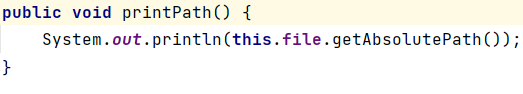 public void printPath() {
    System.out.println(this.file.getAbsolutePath());
}